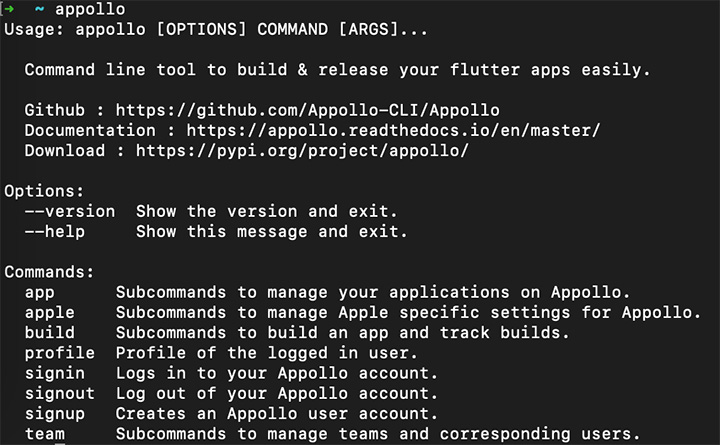 ➜ ~ appollo
Usage: appollo [OPTIONS] COMMAND [ARGS]...
Command line tool to build & release your flutter apps easily.
Github : https://github.com/Appollo-CLI/Appollo
Documentation : https://appollo.readthedocs.io/en/master/
Download : https://pypi.org/project/appollo/
Options:
--version  Show the version and exit.
--help     Show this message and exit.
Commands:
app      Subcommands to manage your applications on Appollo.
apple    Subcommands to manage Apple specific settings for Appollo.
build    Subcommands to build an app and track builds.
profile  Profile of the logged in user.
signin   Logs in to your Appollo account.
signout  Log out of your Appollo account.
signup   Creates an Appollo user account.
team     Subcommands to manage teams and corresponding users.